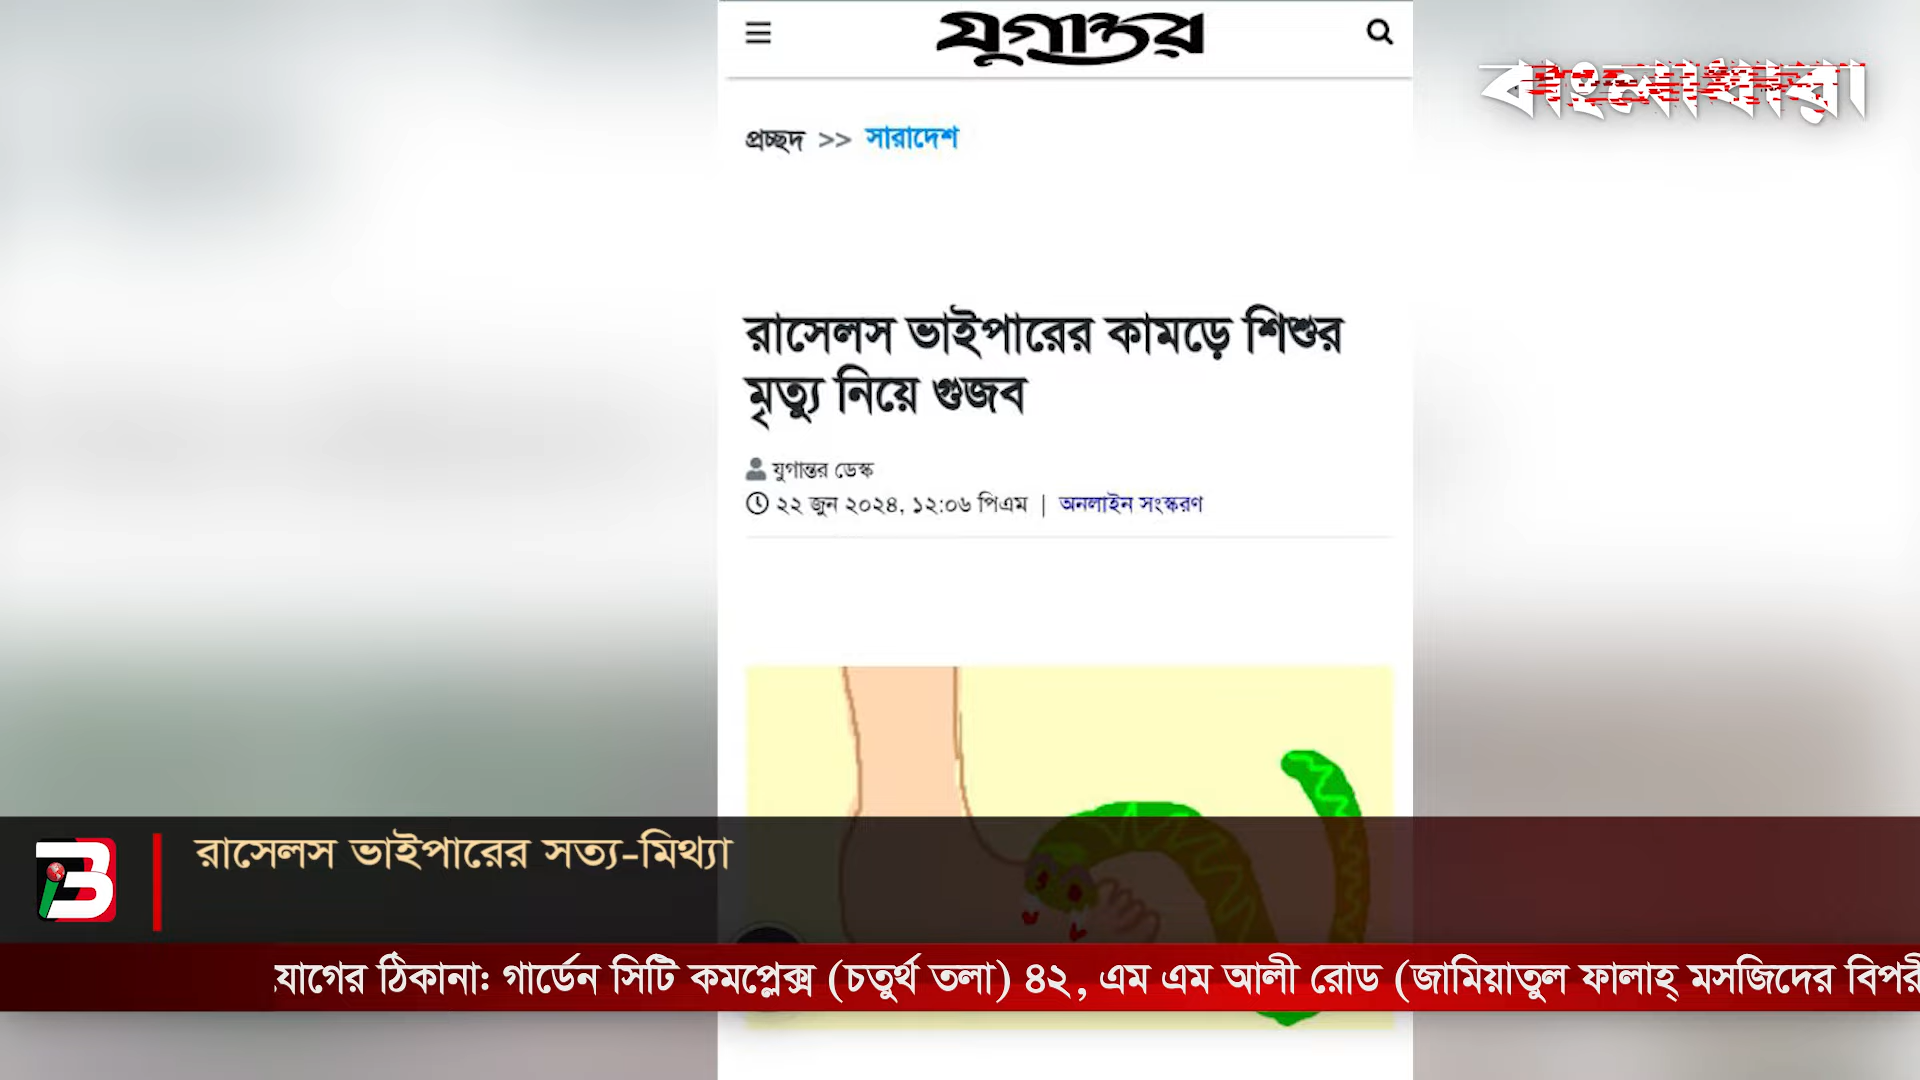 যুগান্তর
বাংলাধারা
প্রচ্ছদ >> সারাদেশ
রাসেলস ভাইপারের কামড়ে শিশুর
মৃত্যু নিয়ে গুজব
যুগান্তর ডেস্ক
২২ জুন ২০২৪, ১২:০৬ পিএম | অনলাইন সংস্করণ
রাসেলস ভাইপারের সত্য-মিথ্যা
যাগের ঠিকানা: গার্ডেন সিটি কমপ্লেক্স (চতুর্থ তলা) ৪২, এম এম আলী রোড (জামিয়াতুল ফালাহ্ মসজিদের বিপরী